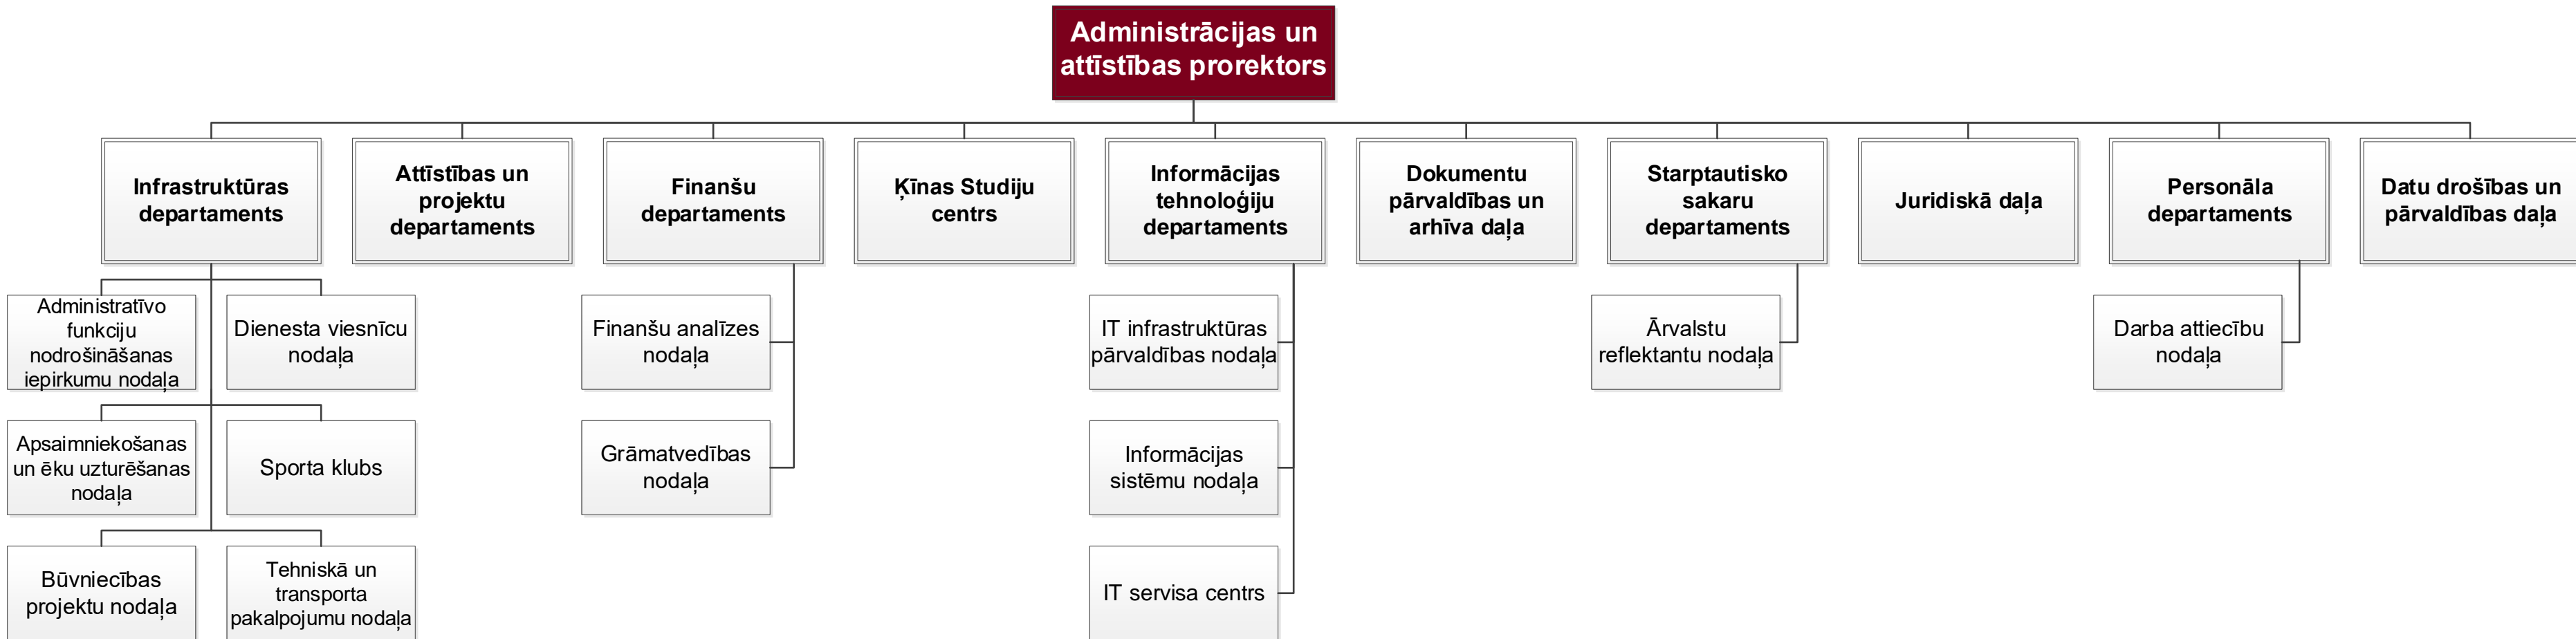 Administrācijas un
attīstības prorektors
Infrastruktūras
departaments
Attīstības un
projektu
departaments
Finanšu
departaments
Ķīnas Studiju
centrs
Informācijas
tehnoloģiju
departaments
Dokumentu
pārvaldības un
arhīva daļa
Starptautisko
sakaru
departaments
Juridiskā daļa
Personāla
departaments
Datu drošības un
pārvaldības daļa
Administratīvo
funkciju
nodrošināšanas
iepirkumu nodaļa
Dienesta viesnīcu
nodaļa
Finanšu analīzes
nodaļa
IT infrastruktūras
pārvaldības nodaļa
Ārvalstu
reflektantu nodaļa
Darba attiecību
nodaļa
Apsaimniekošanas
un ēku uzturēšanas
nodaļa
Sporta klubs
Grāmatvedības
nodaļa
Informācijas
sistēmu nodaļa
Būvniecības
projektu nodaļa
Tehniskā un
transporta
pakalpojumu nodaļa
IT servisa centrs